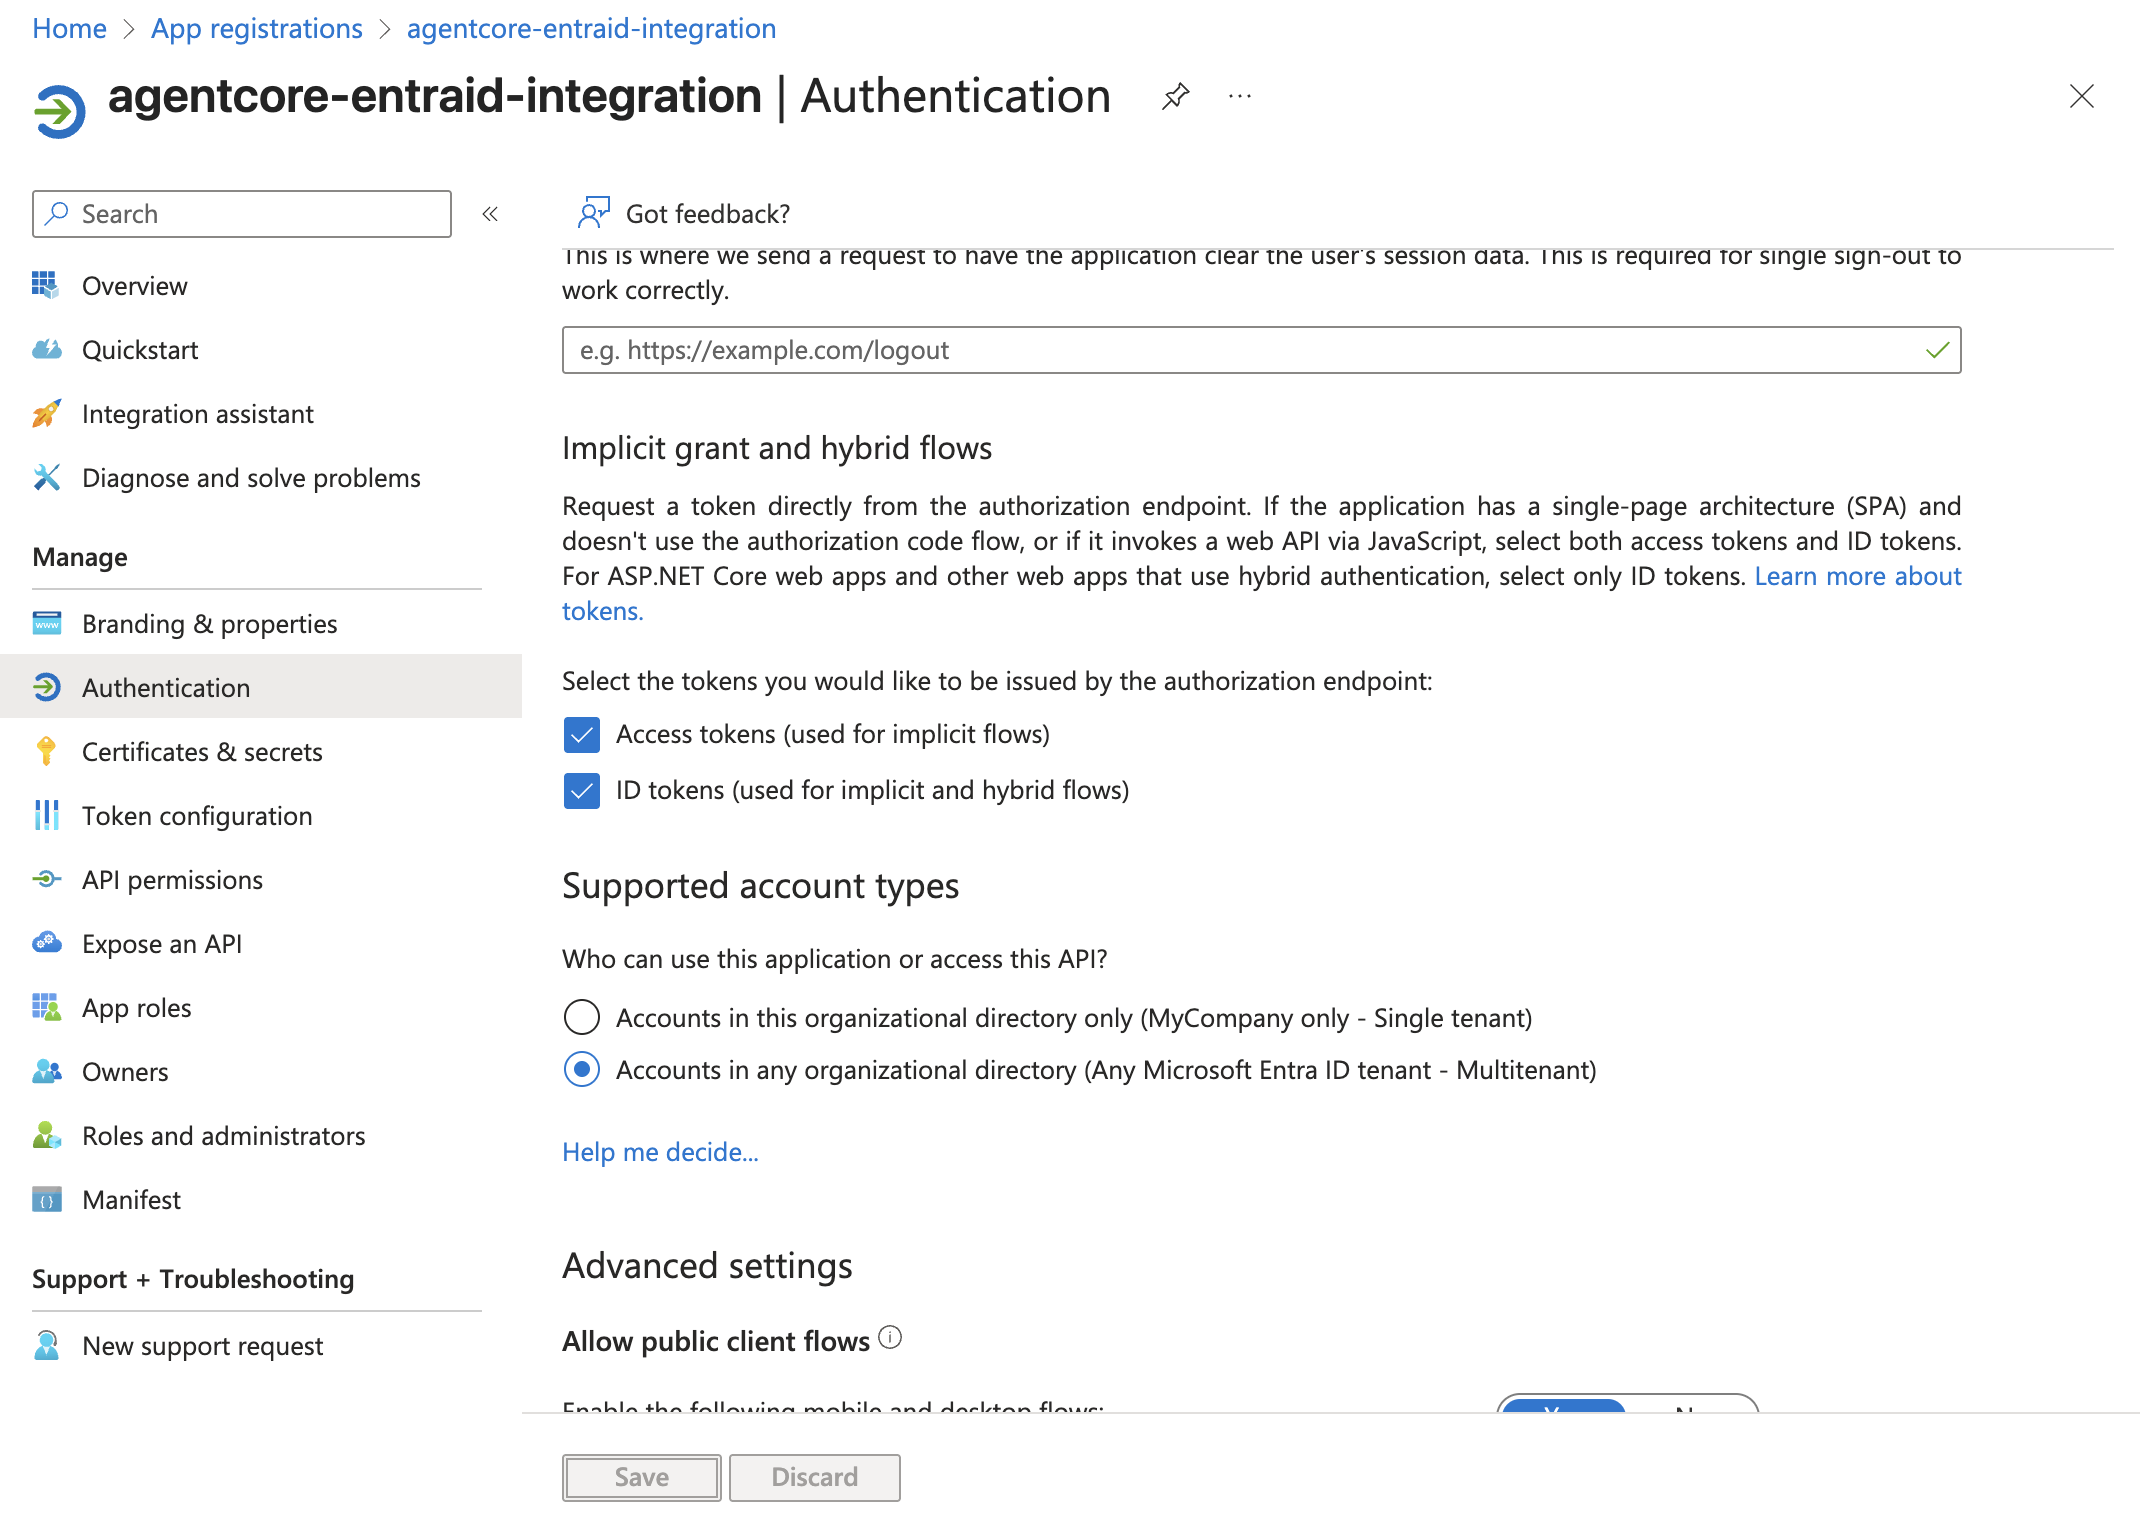 Home > App registrations > agentcore-entraid-integration
agentcore-entraid-integration | Authentication
Search
Got feedback?
Overview
Quickstart
Integration assistant
Diagnose and solve problems
Manage
Branding & properties
Authentication
Certificates & secrets
Token configuration
API permissions
Expose an API
App roles
Owners
Roles and administrators
Manifest
Support + Troubleshooting
New support request
This is where we send a request to have the application clear the user's session data. This is required for single sign-out to
work correctly.
e.g. https://example.com/logout
Implicit grant and hybrid flows
Request a token directly from the authorization endpoint. If the application has a single-page architecture (SPA) and
doesn't use the authorization code flow, or if it invokes a web API via JavaScript, select both access tokens and ID tokens.
For ASP.NET Core web apps and other web apps that use hybrid authentication, select only ID tokens. Learn more about
tokens.
Select the tokens you would like to be issued by the authorization endpoint:
Access tokens (used for implicit flows)
ID tokens (used for implicit and hybrid flows)
Supported account types
Who can use this application or access this API?
Accounts in this organizational directory only (MyCompany only - Single tenant)
Accounts in any organizational directory (Any Microsoft Entra ID tenant - Multitenant)
Help me decide...
Advanced settings
Allow public client flows
Enable the following mobile and desktop flows:
Save
Discard